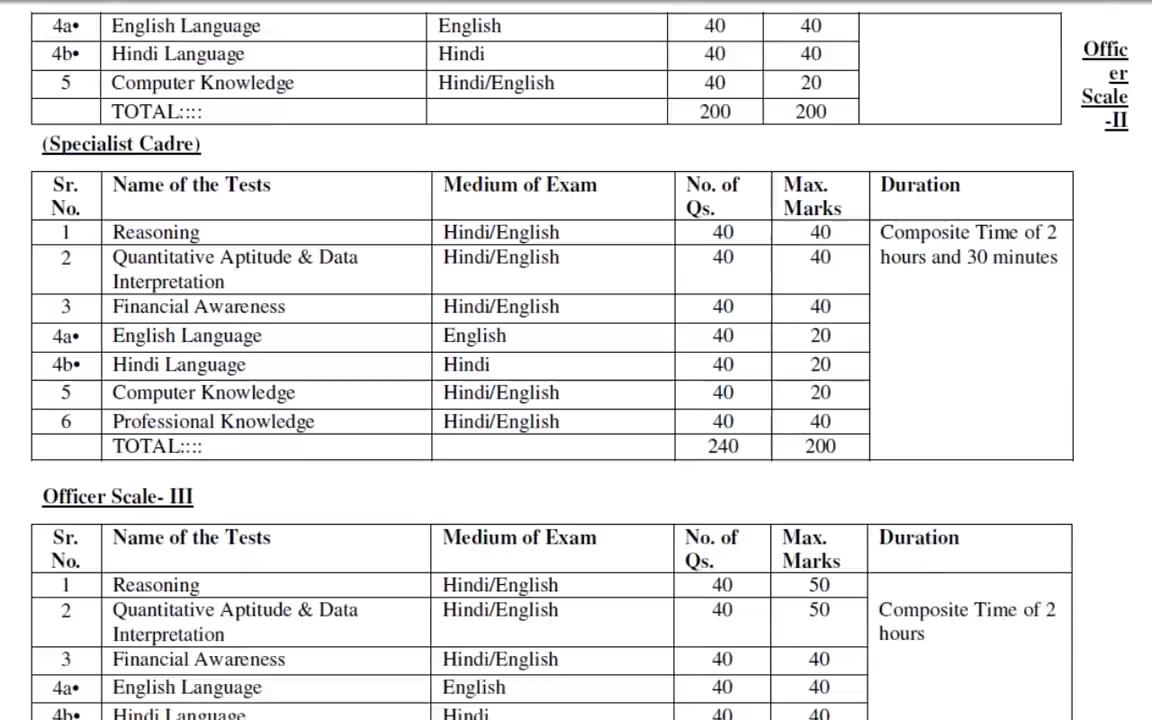 4a• English Language English 40 40
4b• Hindi Language Hindi 40 40
5 Computer Knowledge Hindi/English 40 20
TOTAL:::: 200 200
Offic
er
Scale
-II
(Specialist Cadre)
Sr. Name of the Tests Medium of Exam No. of Max. Duration
No. Qs. Marks
1 Reasoning Hindi/English 40 40 Composite Time of 2
2 Quantitative Aptitude & Data Hindi/English 40 40 hours and 30 minutes
Interpretation
3 Financial Awareness Hindi/English 40 40
4a• English Language English 40 20
4b• Hindi Language Hindi 40 20
5 Computer Knowledge Hindi/English 40 20
6 Professional Knowledge Hindi/English 40 40
TOTAL:::: 240 200
Officer Scale- III
Sr. Name of the Tests Medium of Exam No. of Max. Duration
No. Qs. Marks
1 Reasoning Hindi/English 40 50
2 Quantitative Aptitude & Data Hindi/English 40 50 Composite Time of 2
Interpretation hours
3 Financial Awareness Hindi/English 40 40
4a• English Language English 40 40
4b• Hindi Language Hindi 40 40